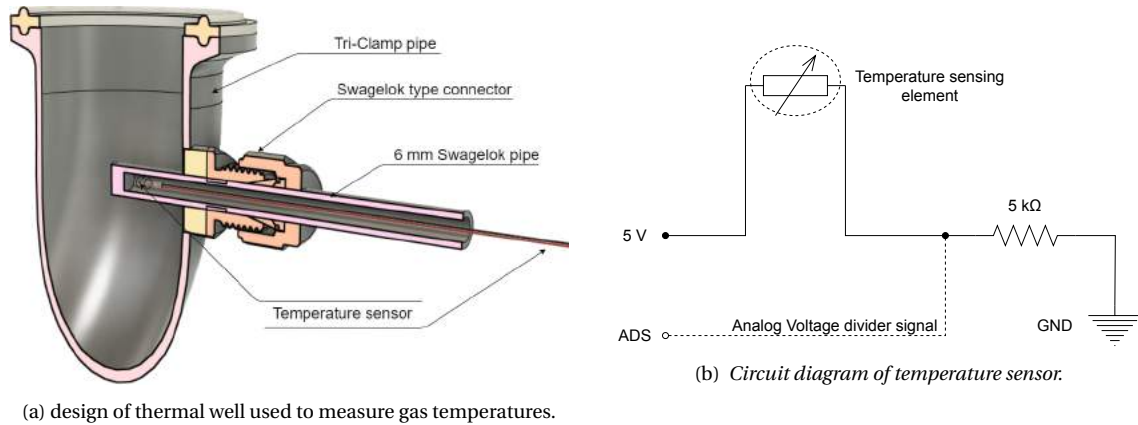 Tri-Clamp pipe
Swagelok type connector
6 mm Swagelok pipe
Temperature sensor
(a) design of thermal well used to measure gas temperatures.
Temperature sensing
element
5 kΩ
5 V
ADS
Analog Voltage divider signal
GND
(b) Circuit diagram of temperature sensor.